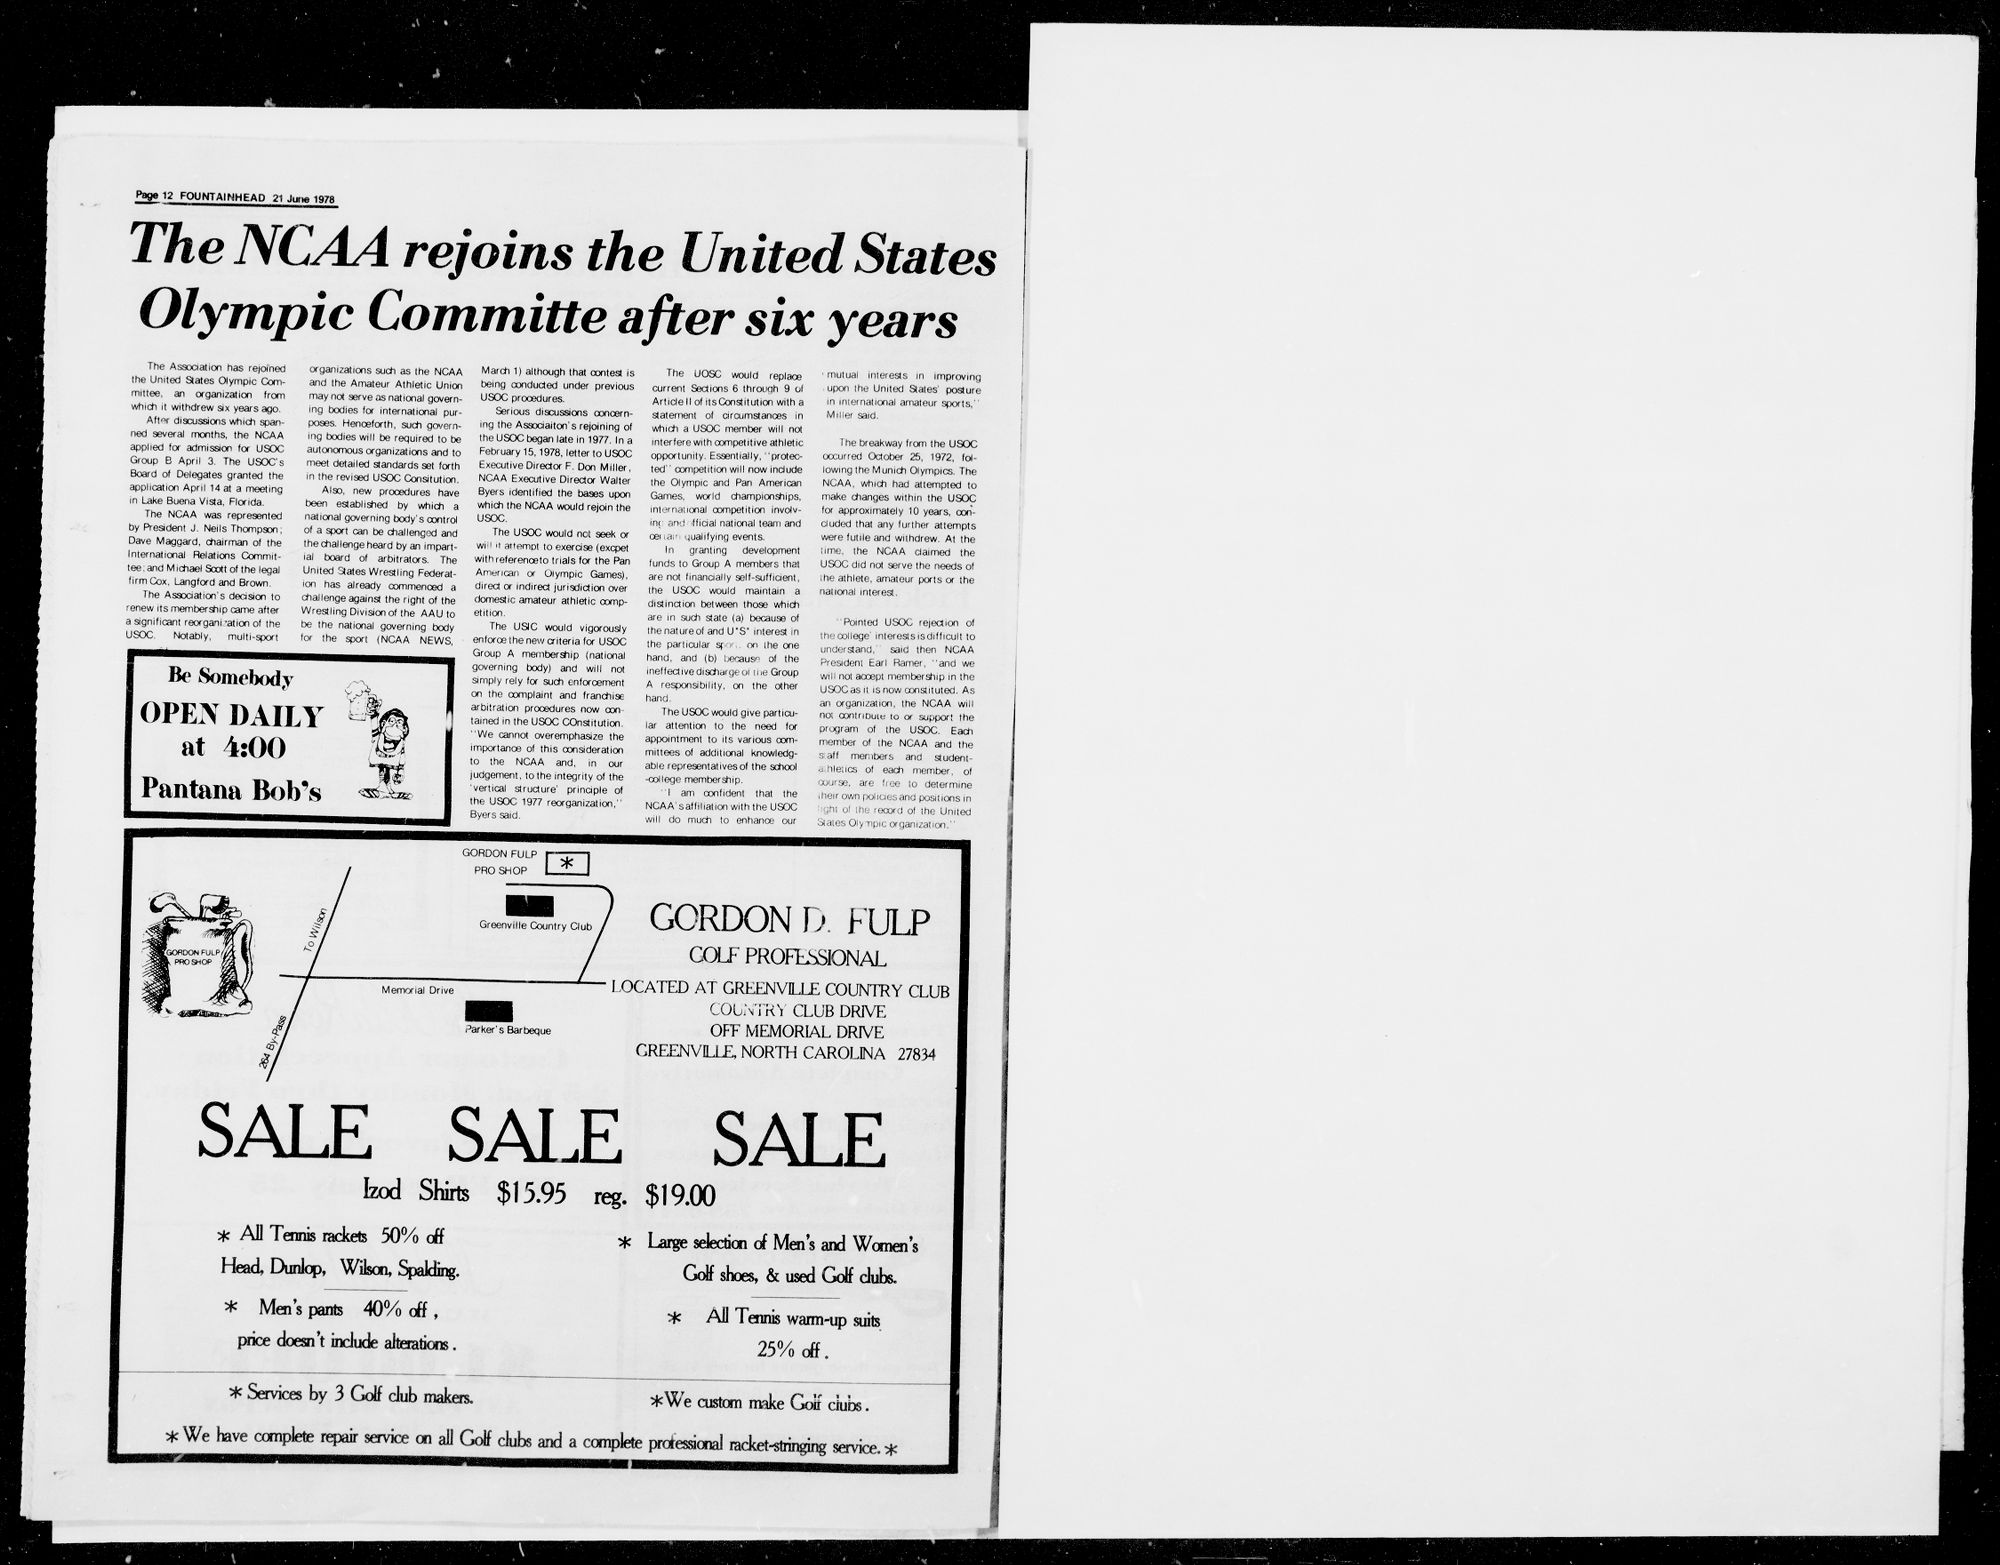 Page 12 FOUNTAINHEAD 21 June 1978
The NCAA rejoins the United States
Olympic Committe after six years
The Association has rejoined
the United States Olympic Com-
mittee, an organization from
which it withdrew six years ago.
After discussions which span-
ned several months, the NCAA
applied for admission for USOC
Group B April 3. The USOC's
Board of Delegates granted the
application April 14 at a meeting
in Lake Buena Vista, Florida.
The NCAA was represented
by President J. Neils Thompson;
Dave Maggard, chairman of the
International Relations Commit-
tee; and Michael Scott of the legal
firm Cox, Langford and Brown.
The Association's decision to
renew its membership came after
a significant reorganization of the
USOC. Notably, multi-sport
organizations such as the NCAA
and the Amateur Athletic Union
may not serve as national govern-
ing bodies for international pur-
poses. Henceforth, such govern-
ing bodies will be required to be
autonomous organizations and to
meet detailed standards set forth
in the revised USOC Consitution.
Also, new procedures have
been established by which a
national governing body's control
of a sport can be challenged and
the challenge heard by an impart-
ial board of arbitrators. The
United States Wrestling Federat-
ion has already commenced a
challenge against the right of the
Wrestling Division of the AAU to
be the national governing body
for the sport (NCAA NEWS,
March 1) although that contest is
being conducted under previous
USOC procedures.
Serious discussions concern-
ing the Associaiton's rejoining of
the USOC began late in 1977. In a
February 15, 1978, letter to USOC
Executive Director F. Don Miller,
NCAA Executive Director Walter
Byers identified the bases upon
which the NCAA would rejoin the
USOC.
The USOC would not seek or
will it attempt to exercise (excpet
with reference to trials for the Pan
American or Olympic Games),
direct or indirect jurisdiction over
domestic amateur athletic comp-
etition.
The USIC would vigorously
enforce the new criteria for USOC
Group A membership (national
governing body) and will not
simply rely for such enforcement
on the complaint and franchise
arbitration procedures now con-
tained in the USOC COnstitution.
"We cannot overemphasize the
importance of this consideration
to the NCAA and, in our
judgement, to the integrity of the
'vertical structure' principle of
the USOC 1977 reorganization,"
Byers said.
The UOSC would replace
current Sections 6 through 9 of
Article II of its Constitution with a
statement of circumstances in
which a USOC member will not
interfere with competitive athletic
opportunity. Essentially, "protec-
ted" competition will now include
the Olympic and Pan American
Games, world championships,
international competition involv-
ing and official national team and
certain qualifying events.
In granting development
funds to Group A members that
are not financially self-sufficient,
the USOC would maintain a
distinction between those which
are in such state (a) because of
the nature of and U"S" interest in
the particular sport, on the one
hand, and (b) because of the
ineffective discharge of the Group
A responsibility, on the other
hand.
The USOC would give particu-
lar attention to the need for
appointment to its various com-
mittees of additional knowledg-
able representatives of the school
-college membership.
"I am confident that the
NCAA's affiliation with the USOC
will do much to enhance our
mutual interests in improving
upon the United States' posture
in international amateur sports,"
Miller said.
The breakway from the USOC
occurred October 25, 1972, fol-
lowing the Munich Olympics. The
NCAA, which had attempted to
make changes within the USOC
for approximately 10 years, con-
cluded that any further attempts
were futile and withdrew. At the
time, the NCAA claimed the
USOC did not serve the needs of
the athlete, amateur ports or the
national interest.
"Pointed USOC rejection of
the college' interests is difficult to
understand," said then NCAA
President Earl Ramer, "and we
will not accept membership in the
USOC as it is now constituted. As
an organization, the NCAA will
not contribute to or support the
program of the USOC. Each
member of the NCAA and the
staff members and student-
athletics of each member, of
course, are free to determine
their own policies and positions in
light of the record of the United
States Olympic organization."
Be Somebody
OPEN DAILY
at 4:00
Pantana Bob's
GORDON FULP
PRO SHOP
*
Greenville Country Club
To Wilson
GORDON FULP
PRO SHOP
Memorial Drive
Parker's Barbeque
264 By-Pass
GORDON D. FULP
GOLF PROFESSIONAL
LOCATED AT GREENVILLE COUNTRY CLUB
COUNTRY CLUB DRIVE
OFF MEMORIAL DRIVE
GREENVILLE, NORTH CAROLINA 27834
SALE SALE SALE
Izod Shirts $15.95 reg. $19.00
* All Tennis rackets 50% off
Head, Dunlop, Wilson, Spalding.
* Men's pants 40% off,
price doesn't include alterations.
* Large selection of Men's and Women's
Golf shoes, & used Golf clubs.
* All Tennis warm-up suits
25% off.
* Services by 3 Golf club makers.
* We custom make Golf clubs.
* We have complete repair service on all Golf clubs and a complete professional racket-stringing service. *